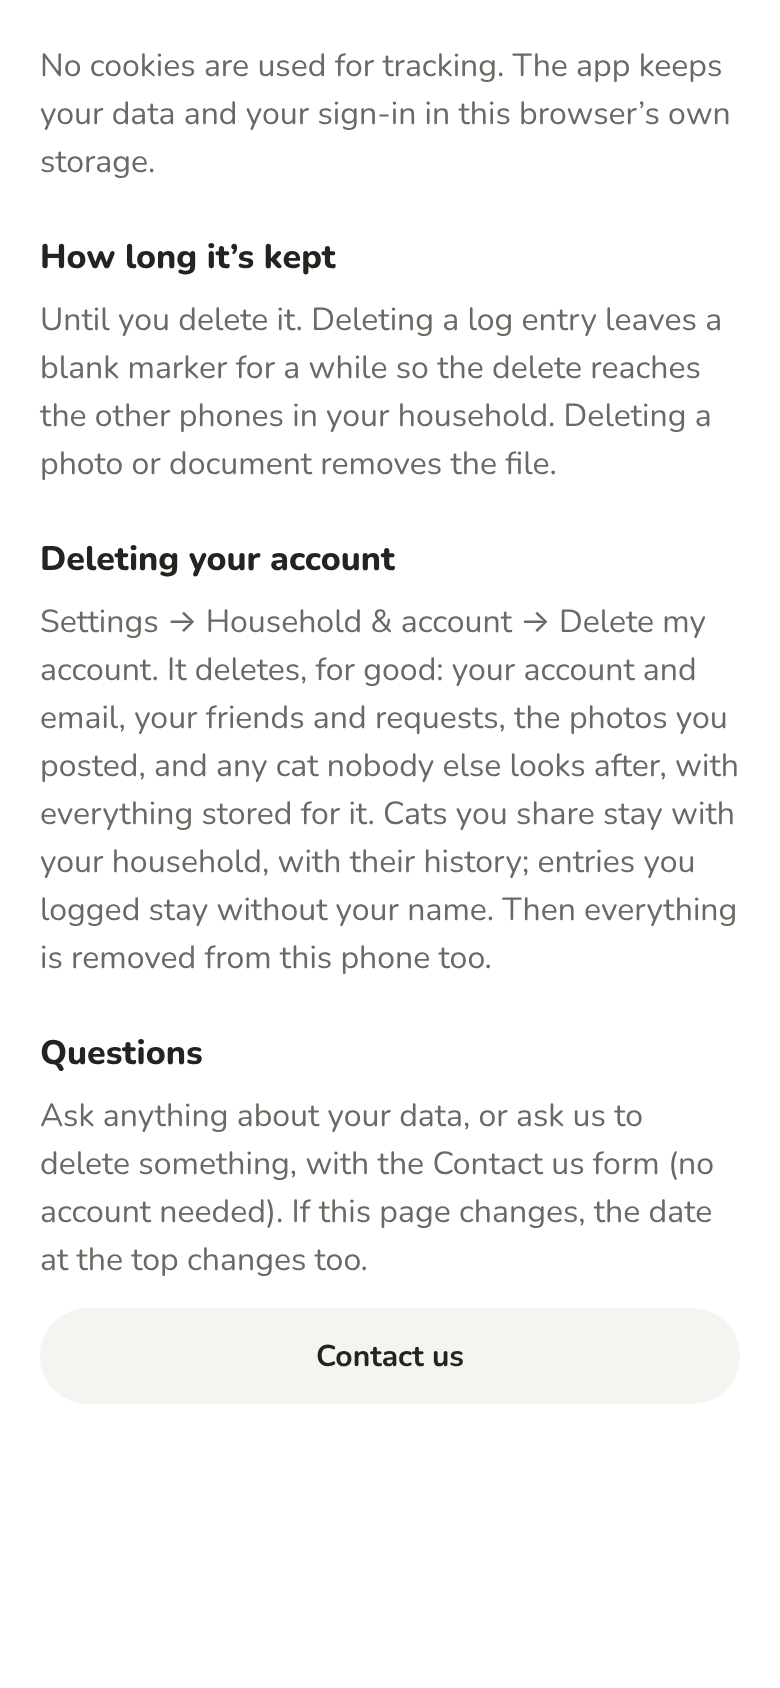 No cookies are used for tracking. The app keeps
your data and your sign-in in this browser’s own
storage.
How long it’s kept
Until you delete it. Deleting a log entry leaves a
blank marker for a while so the delete reaches
the other phones in your household. Deleting a
photo or document removes the file.
Deleting your account
Settings → Household & account → Delete my
account. It deletes, for good: your account and
email, your friends and requests, the photos you
posted, and any cat nobody else looks after, with
everything stored for it. Cats you share stay with
your household, with their history; entries you
logged stay without your name. Then everything
is removed from this phone too.
Questions
Ask anything about your data, or ask us to
delete something, with the Contact us form (no
account needed). If this page changes, the date
at the top changes too.
Contact us